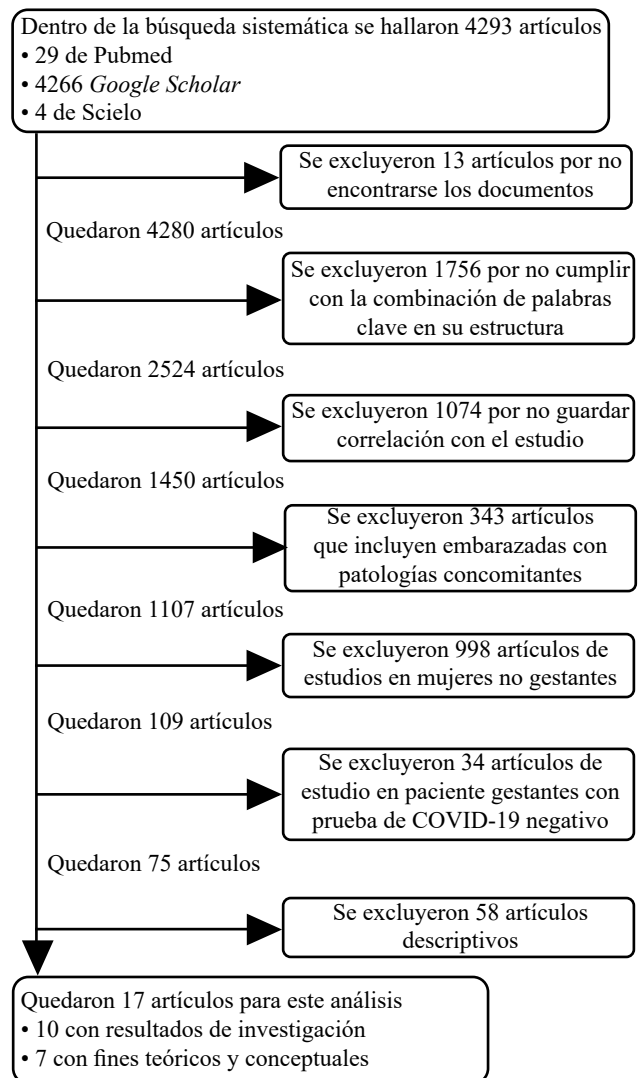 Dentro de la búsqueda sistemática se hallaron 4293 artículos
• 29 de Pubmed
• 4266 Google Scholar
• 4 de Scielo
Se excluyeron 13 artículos por no
encontrarse los documentos
Quedaron 4280 artículos
Se excluyeron 1756 por no cumplir
con la combinación de palabras
clave en su estructura
Quedaron 2524 artículos
Se excluyeron 1074 por no guardar
correlación con el estudio
Quedaron 1450 artículos
Se excluyeron 343 artículos
que incluyen embarazadas con
patologías concomitantes
Quedaron 1107 artículos
Se excluyeron 998 artículos de
estudios en mujeres no gestantes
Quedaron 109 artículos
Se excluyeron 34 artículos de
estudio en paciente gestantes con
prueba de COVID-19 negativo
Quedaron 75 artículos
Se excluyeron 58 artículos
descriptivos
Quedaron 17 artículos para este análisis
• 10 con resultados de investigación
• 7 con fines teóricos y conceptuales